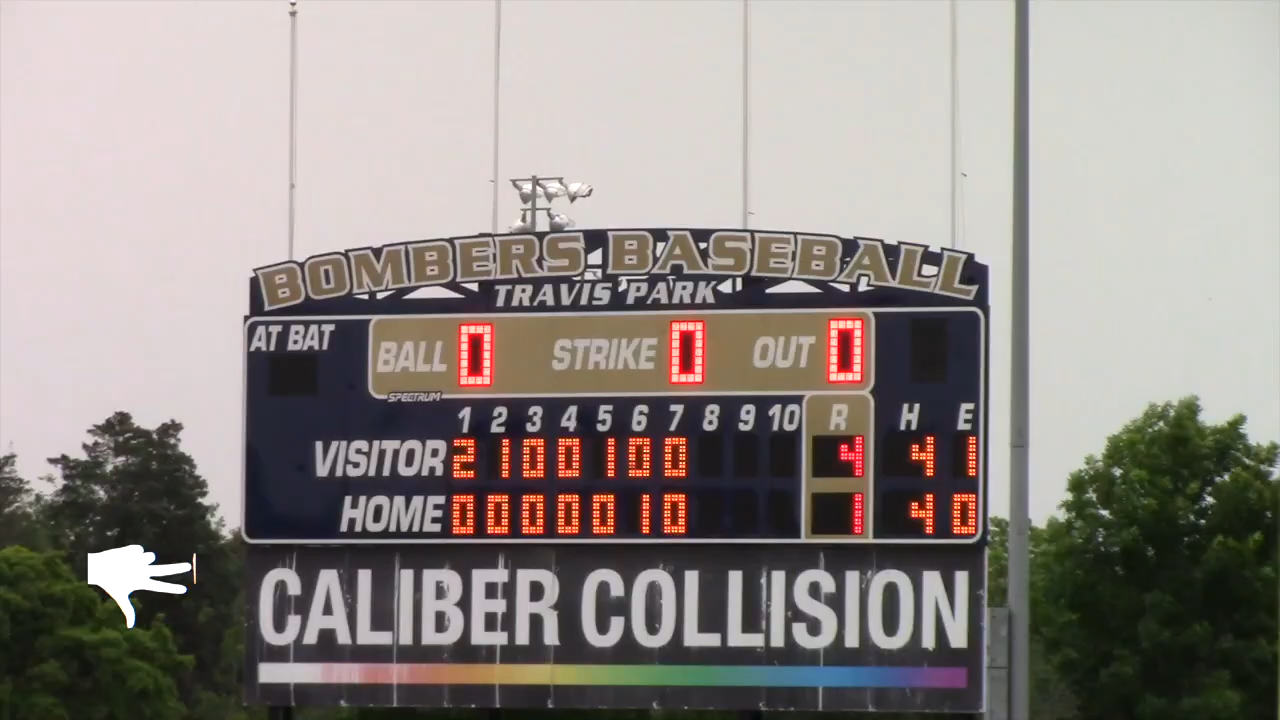 BOMBERS BASEBALL
TRAVIS PARK
AT BAT
BALL 0 STRIKE 0 OUT 0
SPECTRUM
1 2 3 4 5 6 7 8 9 10 R H E
VISITOR 2 1 0 0 1 0 0 4 4 1
HOME 0 0 0 0 0 1 0 1 4 0
CALIBER COLLISION